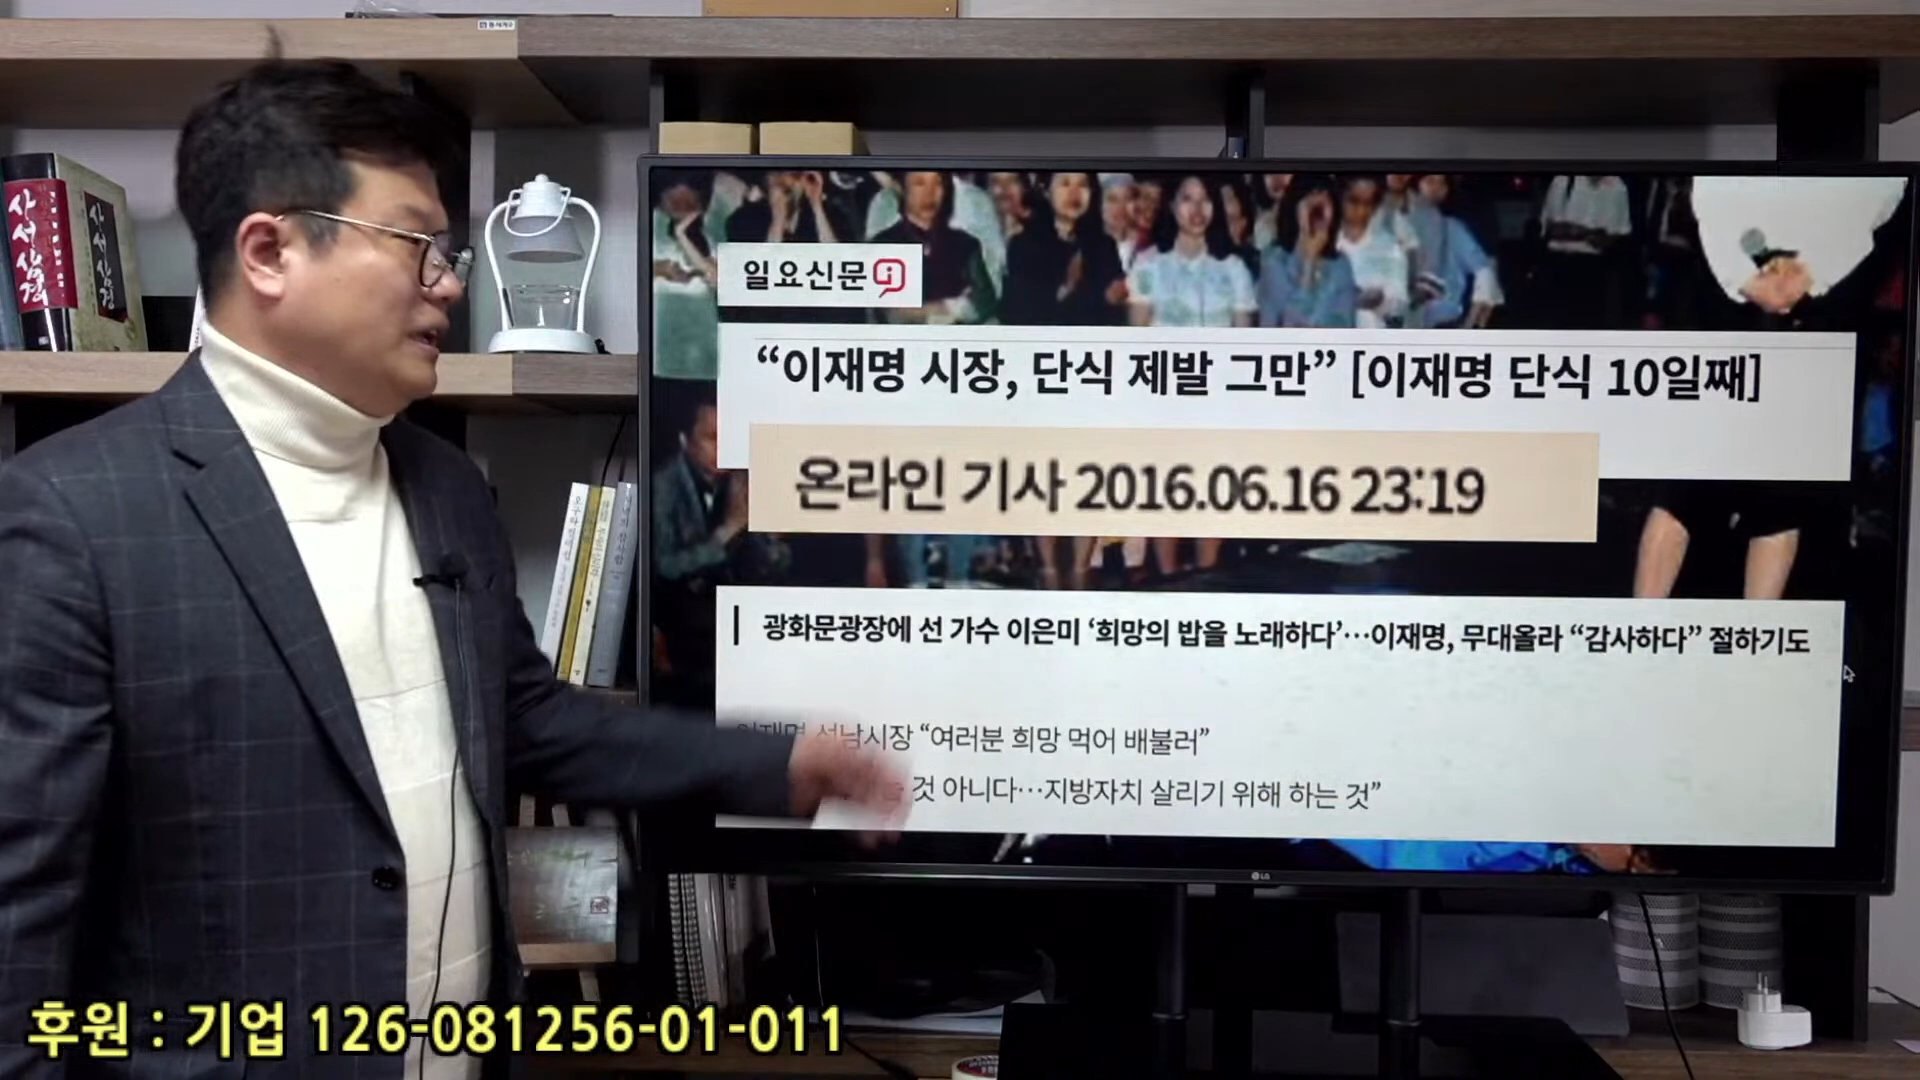 일요신문
“이재명 시장, 단식 제발 그만” [이재명 단식 10일째]
온라인 기사 2016.06.16 23:19
광화문광장에 선 가수 이은미 ‘희망의 밥을 노래하다’…이재명, 무대올라 “감사하다” 절하기도
이재명 성남시장 “여러분 희망 먹어 배불러”
것 아니다…지방자치 살리기 위해 하는 것”
사서삼경
사서삼경
LG
후원 : 기업 126-081256-01-011